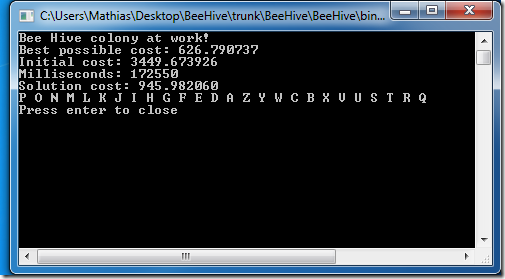 C:\Users\Mathias\Desktop\BeeHive\trunk\BeeHive\BeeHive\bin...
Bee Hive colony at work!
Best possible cost: 626.790737
Initial cost: 3449.673926
Milliseconds: 172550
Solution cost: 945.982060
P O N M L K J I H G F E D A Z Y W C B X V U S T R Q
Press enter to close